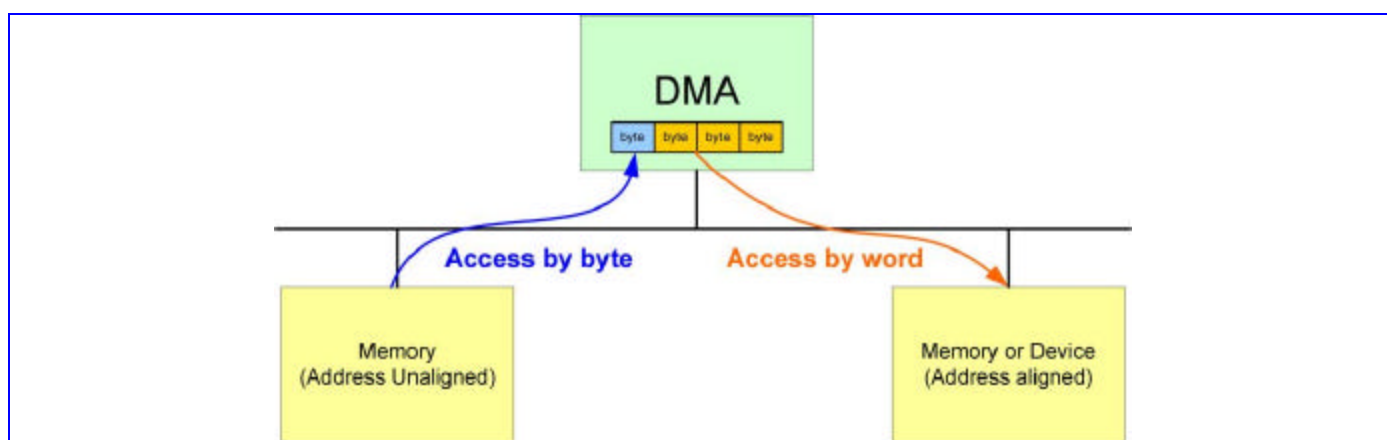 DMA
byte byte byte byte
Access by byte
Access by word
Memory
(Address Unaligned)
Memory or Device
(Address aligned)